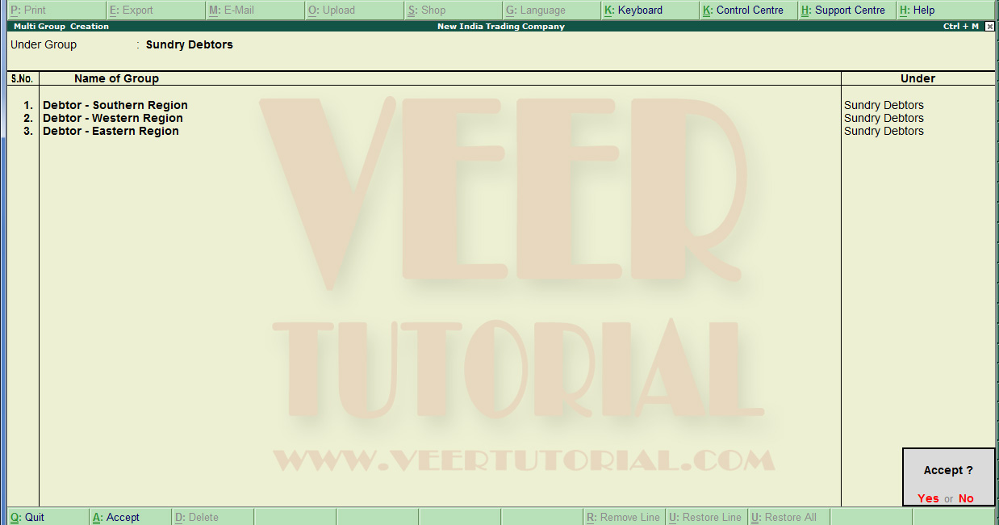 P: Print E: Export M: E-Mail O: Upload S: Shop G: Language K: Keyboard K: Control Centre H: Support Centre H: Help
Multi Group Creation New India Trading Company Ctrl + M
Under Group : Sundry Debtors
S.No. Name of Group Under
1. Debtor - Southern Region Sundry Debtors
2. Debtor - Western Region Sundry Debtors
3. Debtor - Eastern Region Sundry Debtors
VEER
TUTORIAL
WWW.VEERTUTORIAL.COM
Accept ?
Yes or No
Q: Quit A: Accept D: Delete R: Remove Line U: Restore Line U: Restore All